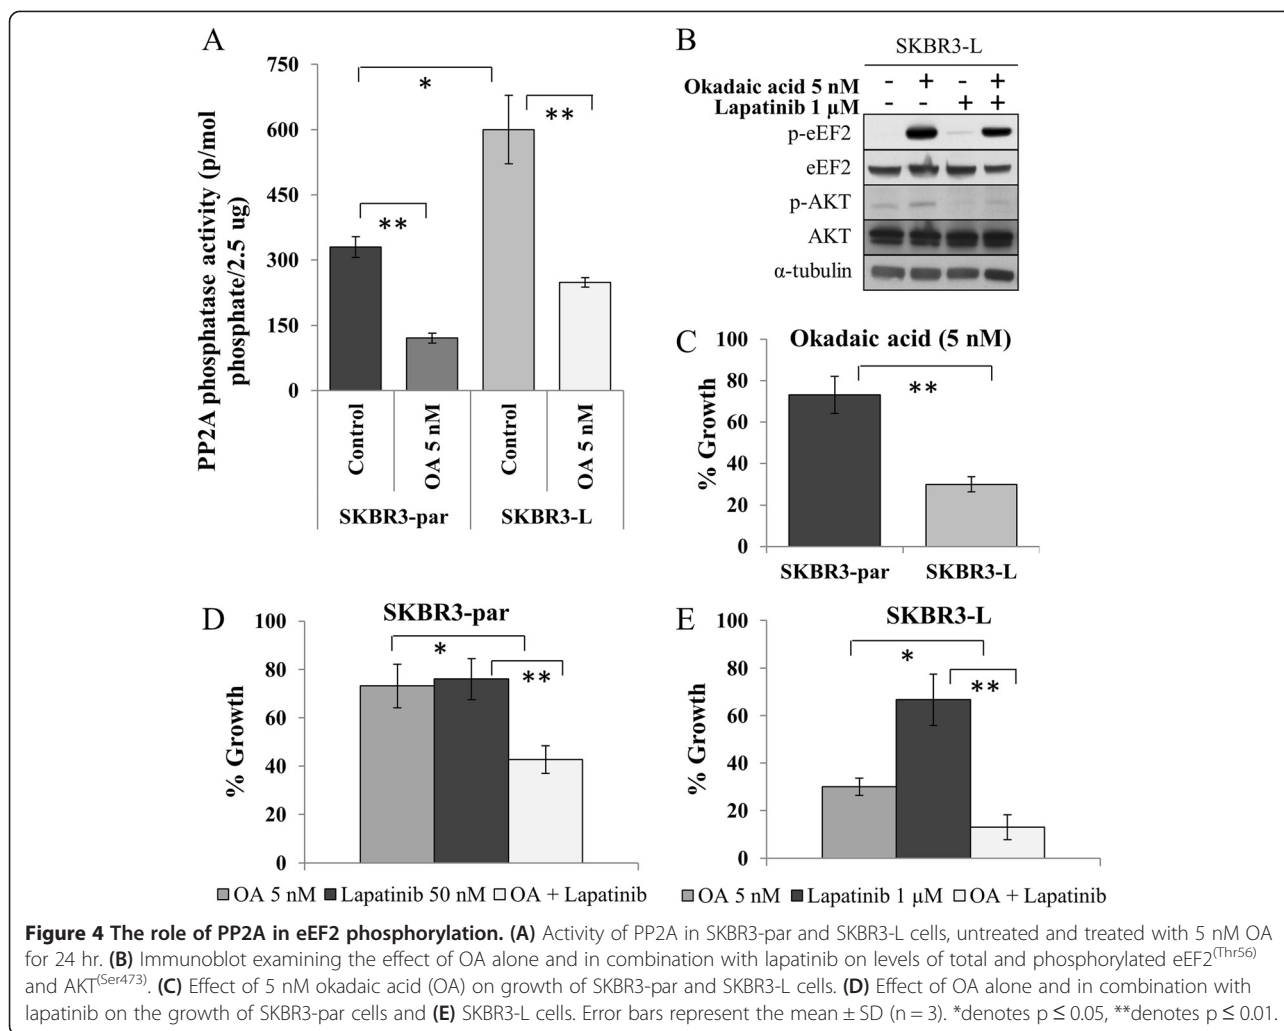 A
PP2A phosphatase activity (p/mol
phosphate/2.5 ug)
750
600
450
300
150
0
*
**
**
Control
OA 5 nM
Control
OA 5 nM
SKBR3-par
SKBR3-L
B
SKBR3-L
Okadaic acid 5 nM - + - +
Lapatinib 1 µM - - + +
p-eEF2
eEF2
p-AKT
AKT
α-tubulin
C
Okadaic acid (5 nM)
% Growth
100
80
60
40
20
0
**
SKBR3-par
SKBR3-L
D
SKBR3-par
% Growth
100
80
60
40
20
0
*
**
OA 5 nM
Lapatinib 50 nM
OA + Lapatinib
E
SKBR3-L
% Growth
100
80
60
40
20
0
*
**
OA 5 nM
Lapatinib 1 µM
OA + Lapatinib
Figure 4 The role of PP2A in eEF2 phosphorylation. (A) Activity of PP2A in SKBR3-par and SKBR3-L cells, untreated and treated with 5 nM OA
for 24 hr. (B) Immunoblot examining the effect of OA alone and in combination with lapatinib on levels of total and phosphorylated eEF2(Thr56)
and AKT(Ser473). (C) Effect of 5 nM okadaic acid (OA) on growth of SKBR3-par and SKBR3-L cells. (D) Effect of OA alone and in combination with
lapatinib on the growth of SKBR3-par cells and (E) SKBR3-L cells. Error bars represent the mean ± SD (n = 3). *denotes p ≤ 0.05, **denotes p ≤ 0.01.